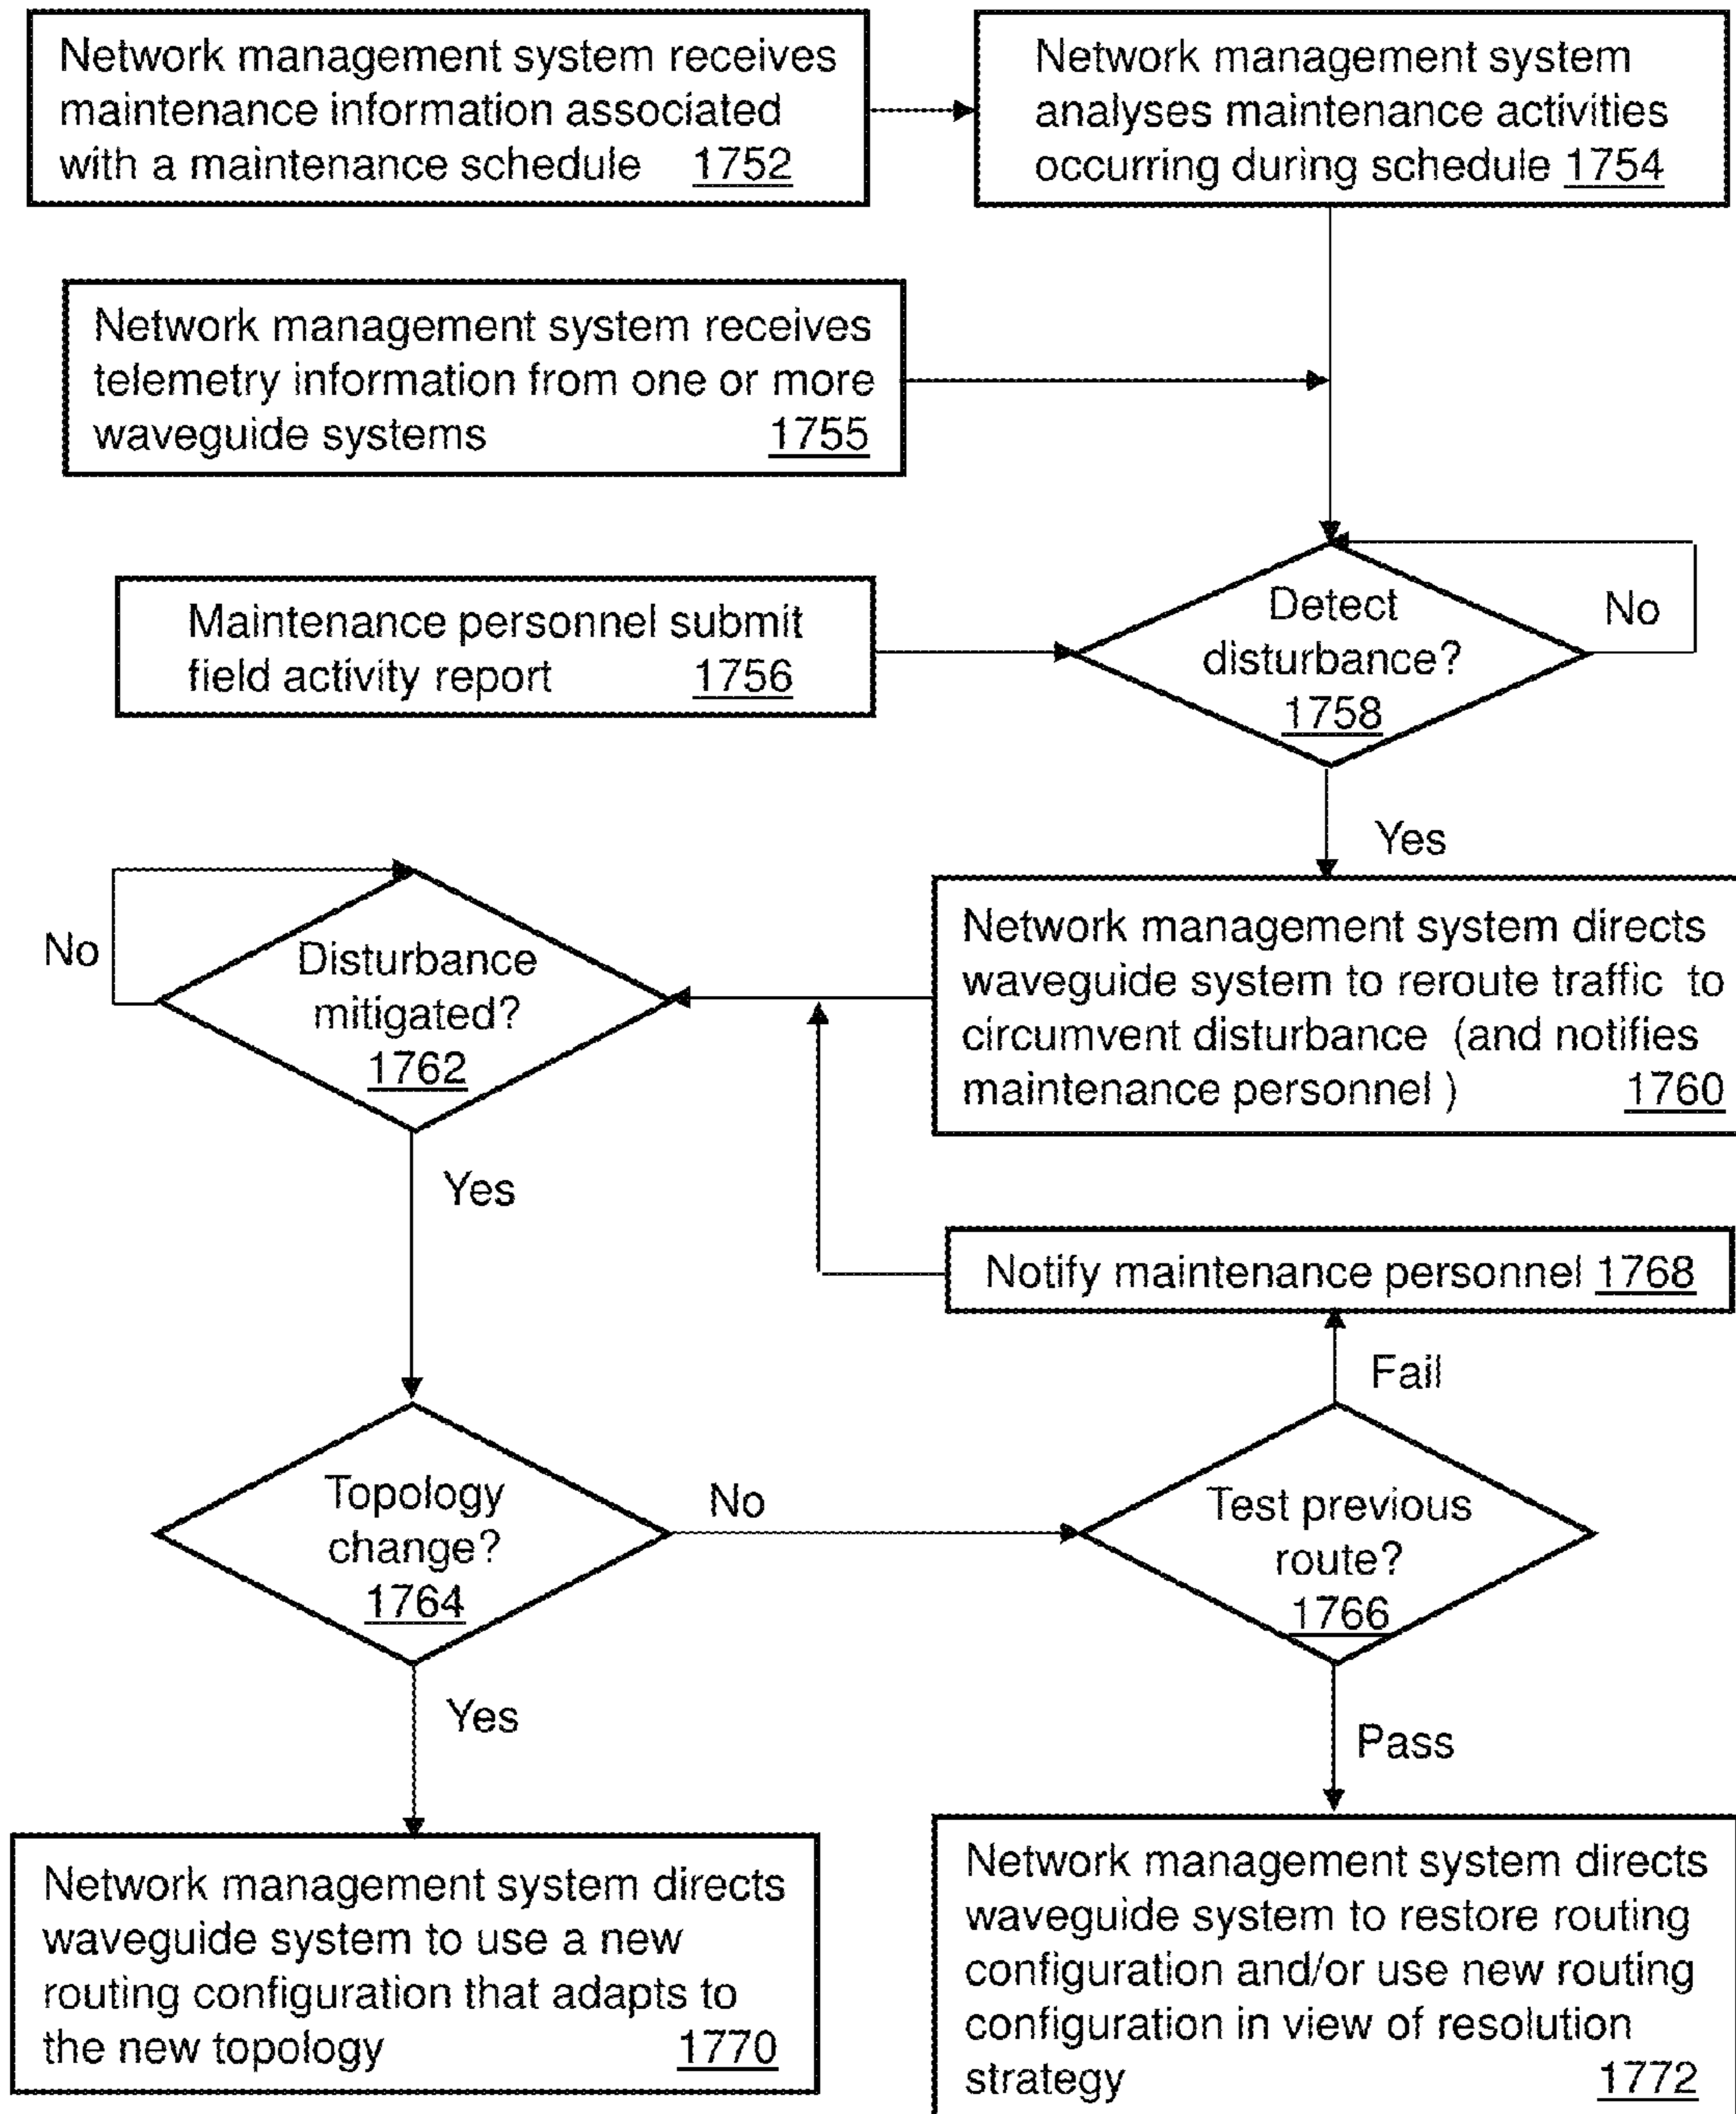 Network management system receives
maintenance information associated
with a maintenance schedule 1752
Network management system
analyses maintenance activities
occurring during schedule 1754
Network management system receives
telemetry information from one or more
waveguide systems 1755
Maintenance personnel submit
field activity report 1756
Detect
disturbance?
1758
No
Yes
Network management system directs
waveguide system to reroute traffic to
circumvent disturbance (and notifies
maintenance personnel ) 1760
Disturbance
mitigated?
1762
No
Yes
Notify maintenance personnel 1768
Fail
Topology
change?
1764
No
Test previous
route?
1766
Yes
Pass
Network management system directs
waveguide system to use a new
routing configuration that adapts to
the new topology 1770
Network management system directs
waveguide system to restore routing
configuration and/or use new routing
configuration in view of resolution
strategy 1772